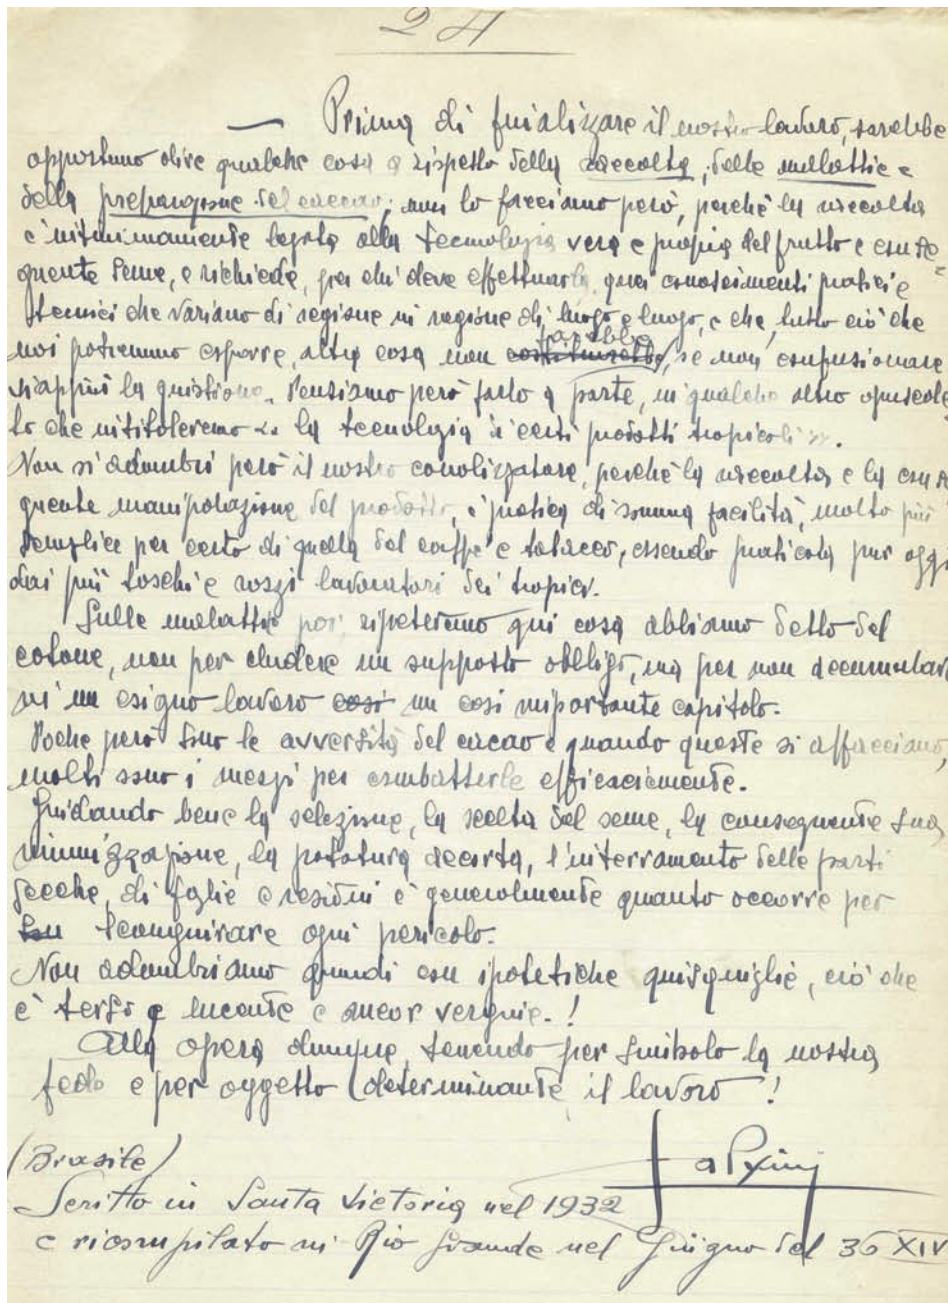 24
— Prima di finializzare il nostro lavoro, sarebbe
opportuno dire qualche cosa a rispetto della raccolta, delle malattie e
della preparazione del caccao; non lo facciamo però, perchè la raccolta
è intimamente legata alla tecnologia vera e propria del frutto e conse=
guente seme, e richiede, per chi deve effettuarla, quei conoscimenti pratici e
tecnici che variano di regione in regione di luogo e luogo, e che, tutto ciò che
noi potremmo esporre, altra cosa non farebbe, se non confusionare
viappiù la questione. Pensiamo però farlo a parte, in qualche altro opuscolo
lo che intitoleremo << la tecnologia di certi prodotti tropicali >>.
Non si adombri però il nostro conolizzatore, perchè la raccolta e la conse
guente manipolazione del prodotto, è pratica di somma facilità, molto più
semplice per certo di quella del caffè e tabacco, essendo praticata pur oggi
dai più toschi e rozzi lavoratori dei tropici.
Sulle malattie poi, ripeteremo qui cosa abbiamo detto del
cotone, non per eludere un supposto obbligo, ma per non accumular
in un esiguo lavoro così un così importante capitolo.
Poche però sono le avversità del cacao e quando queste si affacciano,
molti sono i mezzi per combatterle efficaciemente.
Guidando bene la selezione, la scelta del seme, la conseguente sua
immunizzazione, la potatura accorta, l'interramento delle parti
secche, di foglie e residui è generalmente quanto occorre per
scongiurare ogni pericolo.
Non adombriamo quindi con ipotetiche quisquiglie, ciò che
è terso e lucente e ancor vergine. !
Alla opera dunque, tenendo per simbolo la nostra
fede e per oggetto determinante, il lavoro !
(Brasile)
Scritto in Santa Victoria nel 1932
e ricompilato in Rio Grande nel Giugno del 36 XIV